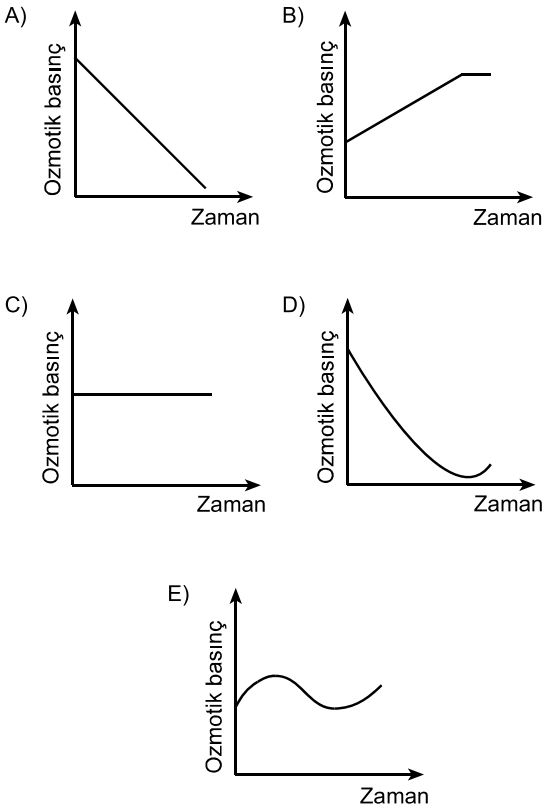 A)
Ozmotik basınç
Zaman
B)
Ozmotik basınç
Zaman
C)
Ozmotik basınç
Zaman
D)
Ozmotik basınç
Zaman
E)
Ozmotik basınç
Zaman